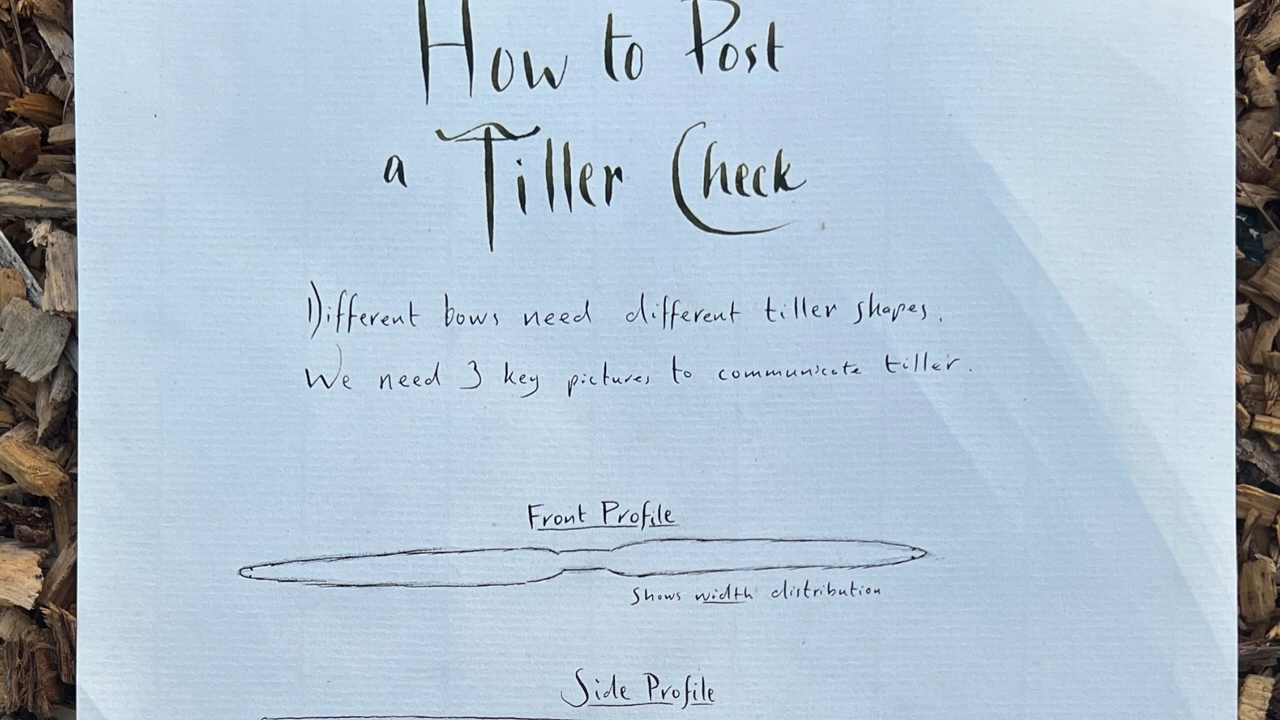 How to Post
a Tiller Check
Different bows need different tiller shapes.
We need 3 key pictures to communicate tiller.
Front Profile
Shows width distribution
Side Profile